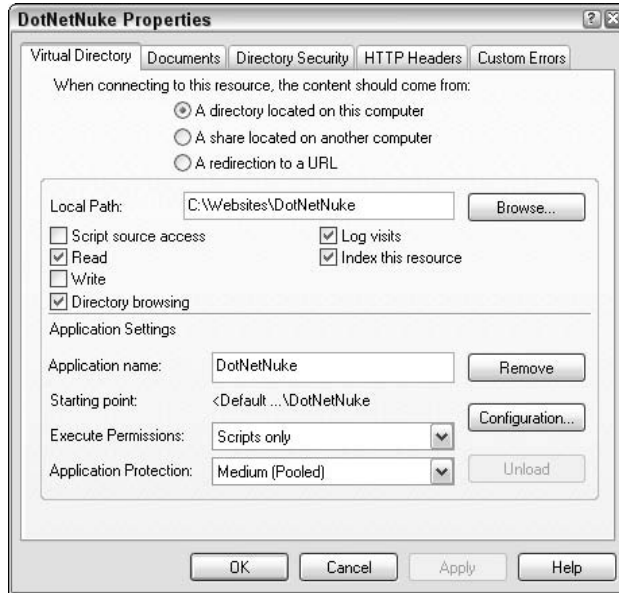 DotNetNuke Properties
Virtual Directory Documents Directory Security HTTP Headers Custom Errors
When connecting to this resource, the content should come from:
A directory located on this computer
A share located on another computer
A redirection to a URL
Local Path: C:\Websites\DotNetNuke Browse...
Script source access Log visits
Read Index this resource
Write
Directory browsing
Application Settings
Application name: DotNetNuke Remove
Starting point: <Default ...\DotNetNuke
Configuration...
Execute Permissions: Scripts only
Application Protection: Medium (Pooled) Unload
OK Cancel Apply Help